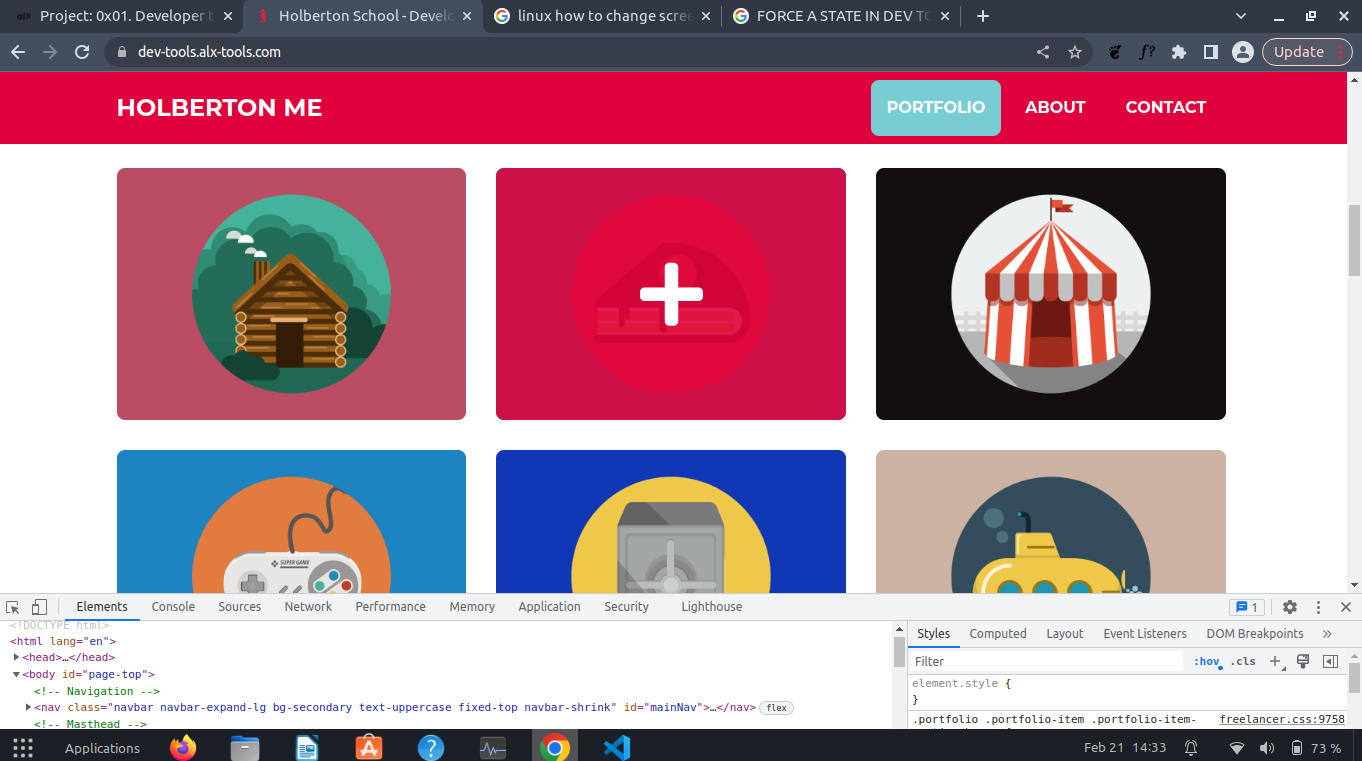 Project: 0x01. Developer t
Holberton School - Develo
linux how to change scree
FORCE A STATE IN DEV TO
dev-tools.alx-tools.com
Update
HOLBERTON ME
PORTFOLIO
ABOUT
CONTACT
SUPER GAME
Elements
Console
Sources
Network
Performance
Memory
Application
Security
Lighthouse
1
<!DOCTYPE html>
<html lang="en">
<head>…</head>
<body id="page-top">
<!-- Navigation -->
<nav class="navbar navbar-expand-lg bg-secondary text-uppercase fixed-top navbar-shrink" id="mainNav">…</nav> flex
<!-- Masthead -->
Styles
Computed
Layout
Event Listeners
DOM Breakpoints
Filter
:hov
.cls
element.style {
}
.portfolio .portfolio-item .portfolio-item-
freelancer.css:9758
Applications
Feb 21 14:33
73 %